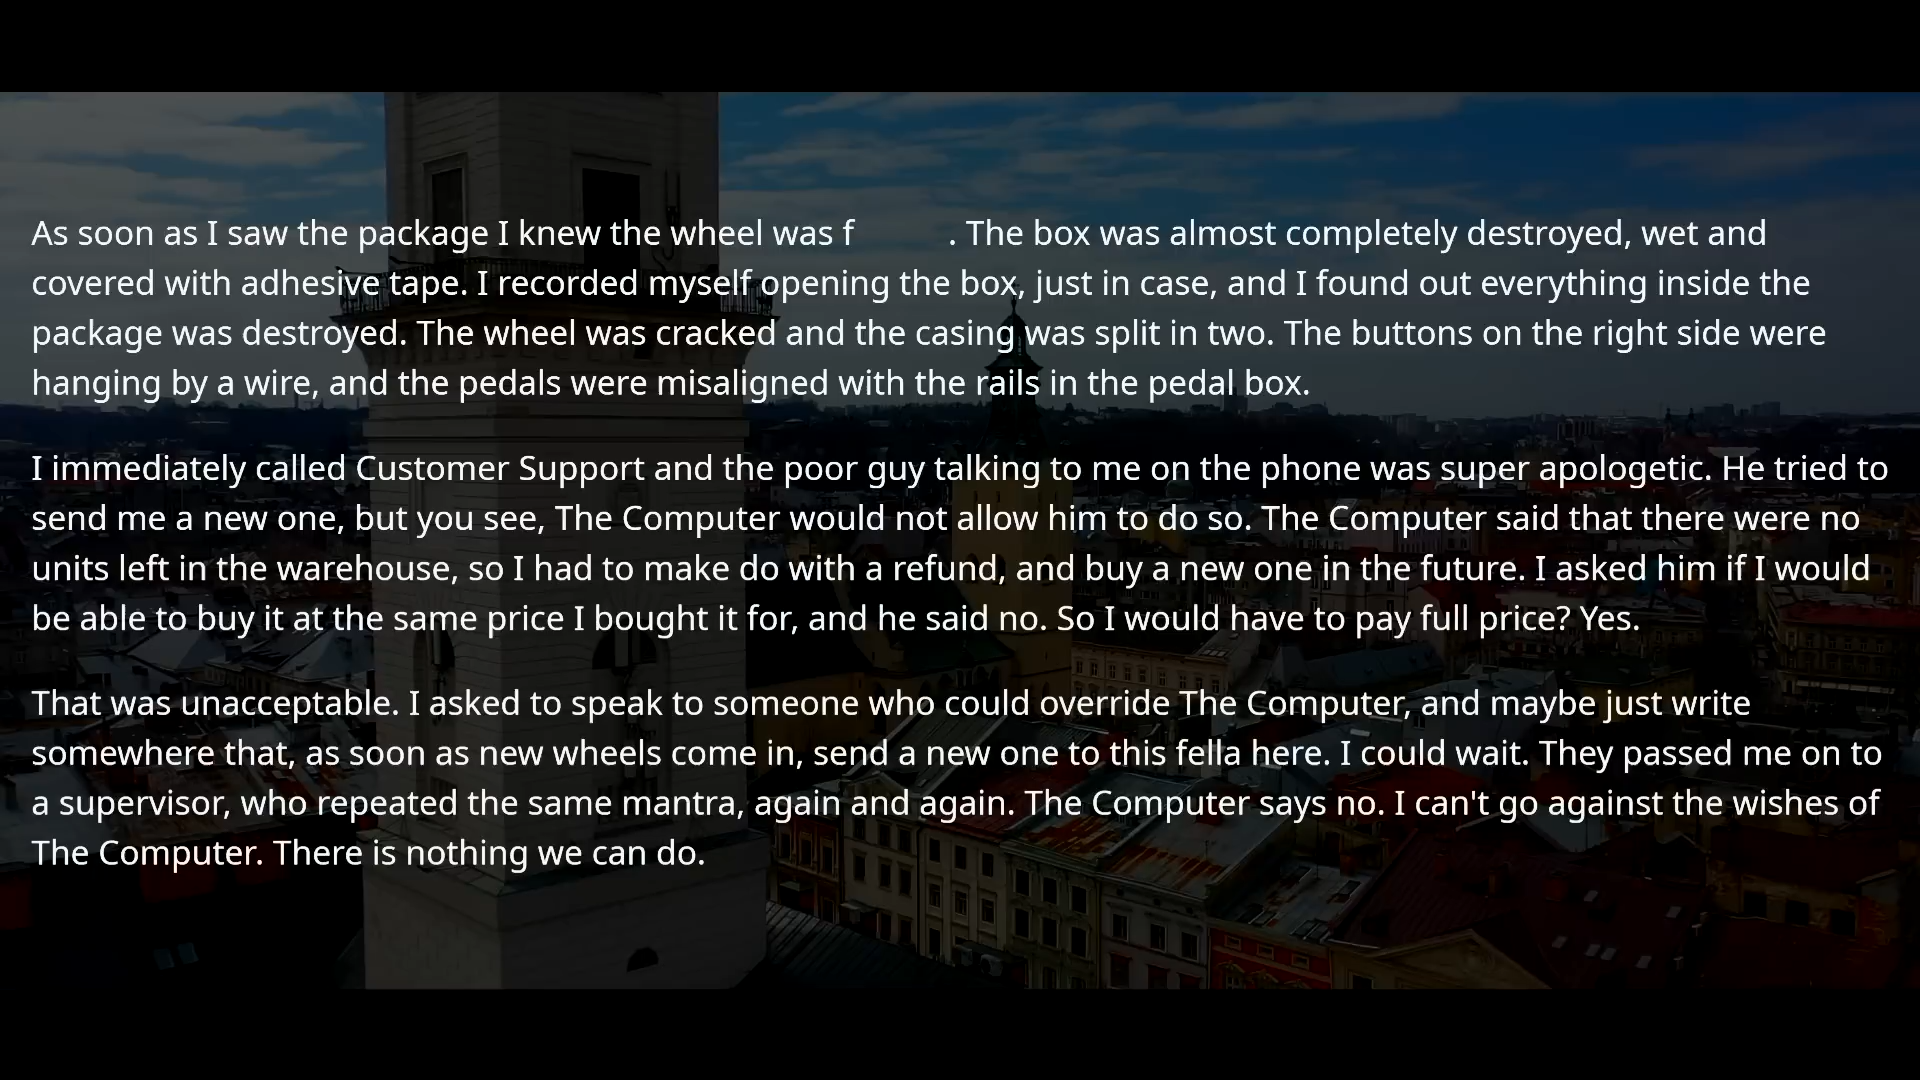 As soon as I saw the package I knew the wheel was f . The box was almost completely destroyed, wet and
covered with adhesive tape. I recorded myself opening the box, just in case, and I found out everything inside the
package was destroyed. The wheel was cracked and the casing was split in two. The buttons on the right side were
hanging by a wire, and the pedals were misaligned with the rails in the pedal box.
I immediately called Customer Support and the poor guy talking to me on the phone was super apologetic. He tried to
send me a new one, but you see, The Computer would not allow him to do so. The Computer said that there were no
units left in the warehouse, so I had to make do with a refund, and buy a new one in the future. I asked him if I would
be able to buy it at the same price I bought it for, and he said no. So I would have to pay full price? Yes.
That was unacceptable. I asked to speak to someone who could override The Computer, and maybe just write
somewhere that, as soon as new wheels come in, send a new one to this fella here. I could wait. They passed me on to
a supervisor, who repeated the same mantra, again and again. The Computer says no. I can't go against the wishes of
The Computer. There is nothing we can do.